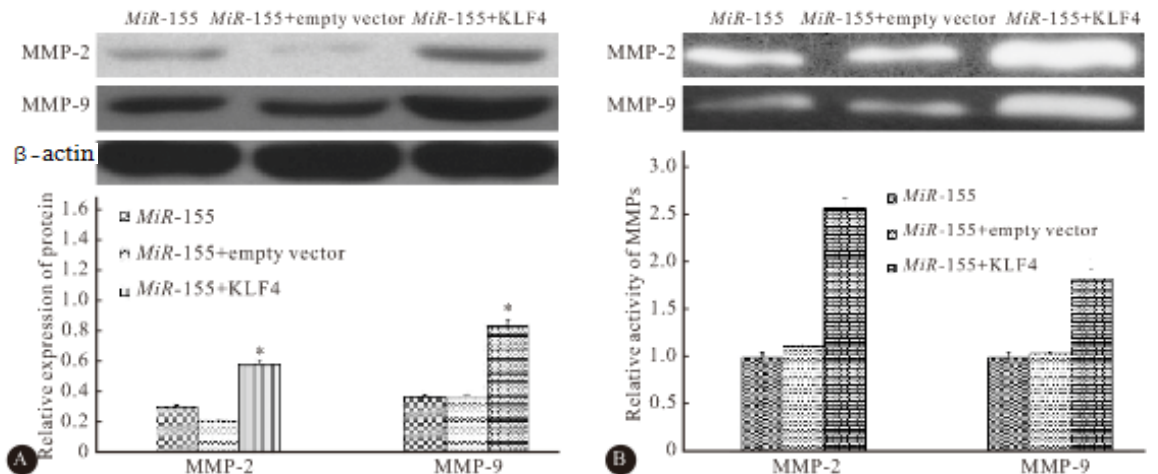 MiR-155 MiR-155+empty vector MiR-155+KLF4
MMP-2
MMP-9
β-actin
Relative expression of protein
1.6
1.4
1.2
1.0
0.8
0.6
0.4
0.2
0
MiR-155
MiR-155+empty vector
MiR-155+KLF4
*
*
MMP-2 MMP-9
A
MiR-155 MiR-155+empty vector MiR-155+KLF4
MMP-2
MMP-9
Relative activity of MMPs
3.0
2.5
2.0
1.5
1.0
0.5
0
MiR-155
MiR-155+empty vector
MiR-155+KLF4
MMP-2 MMP-9
B